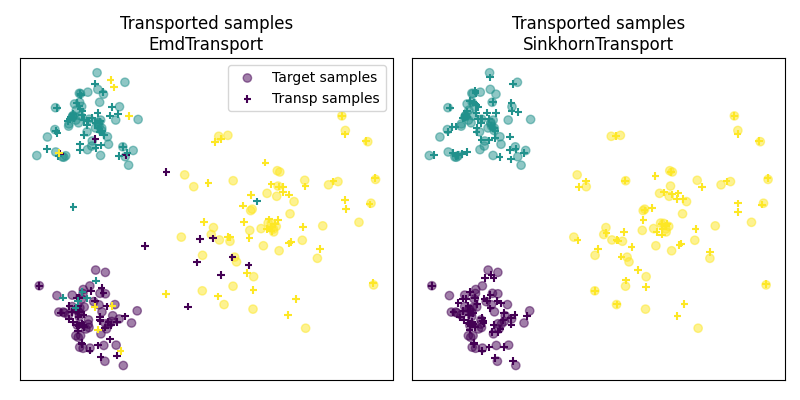 Transported samples
EmdTransport
Target samples
Transp samples
Transported samples
SinkhornTransport